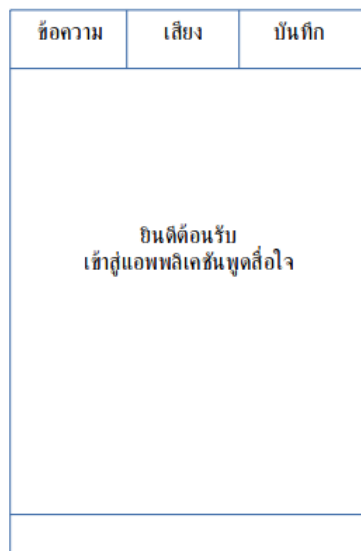 ข้อความ
เสียง
บันทึก
ยินดีต้อนรับ
เข้าสู่แอพพลิเคชันพูดสื่อใจ